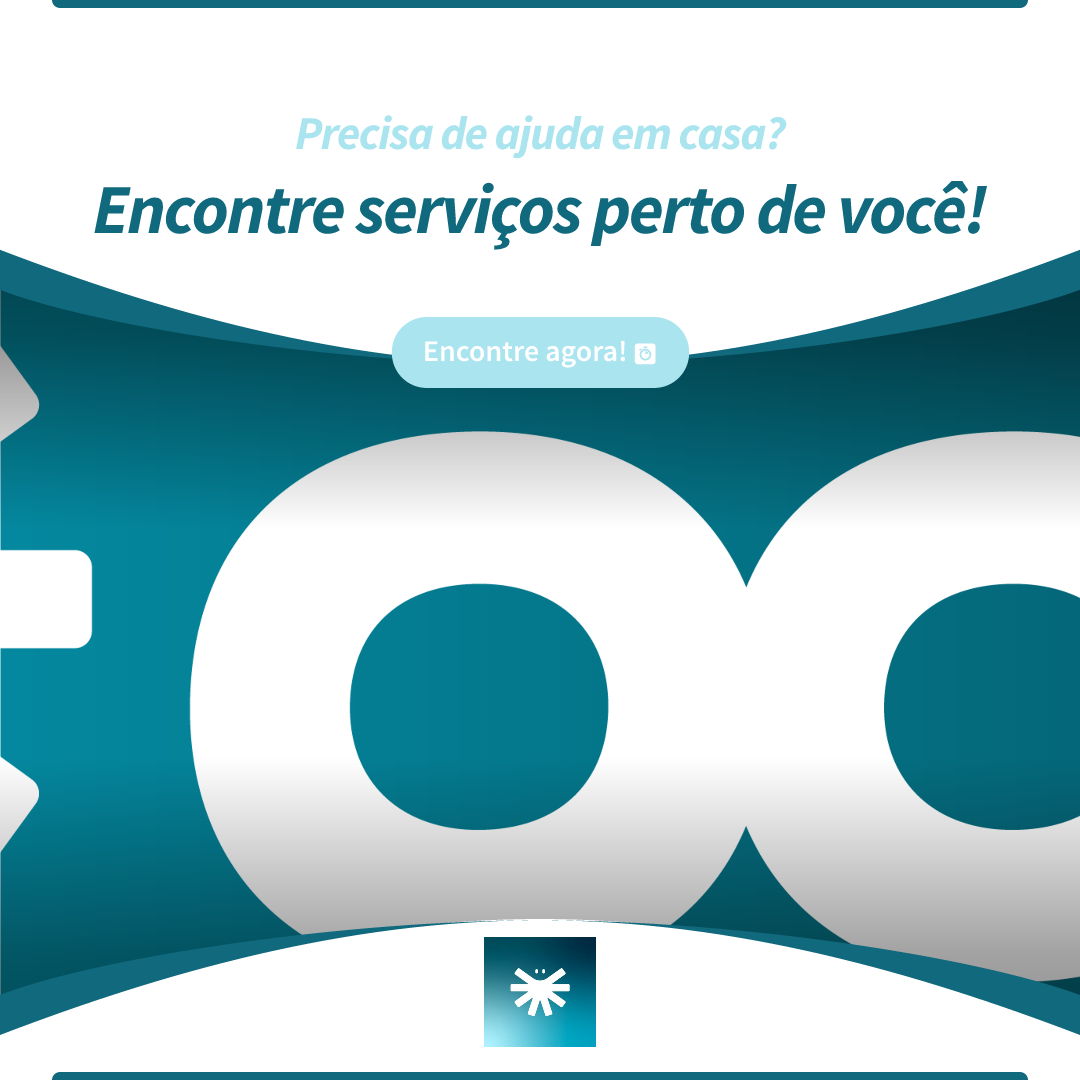 Precisa de ajuda em casa?
Encontre serviços perto de você!
Encontre agora!